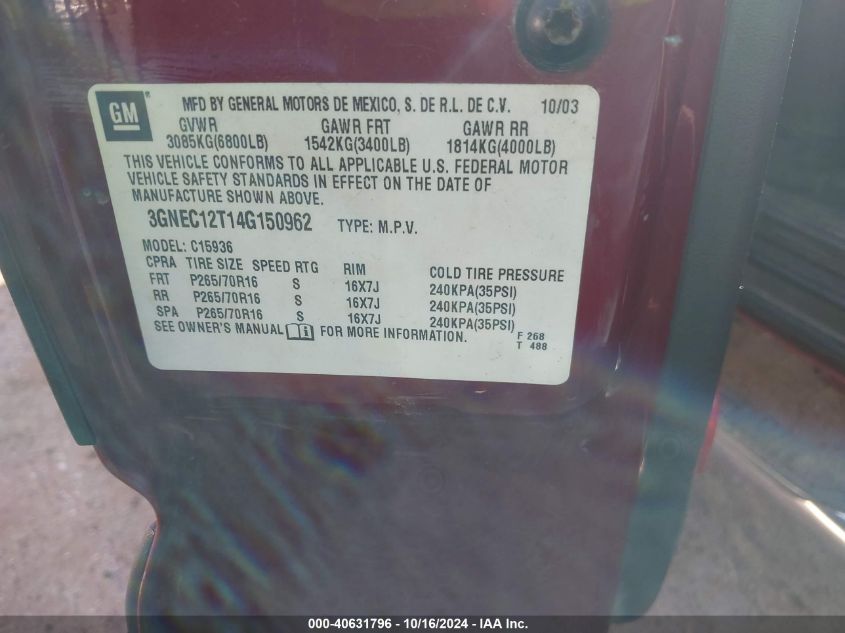 GM
MFD BY GENERAL MOTORS DE MEXICO, S. DE R.L. DE C.V. 10/03
GVWR GAWR FRT GAWR RR
3085KG(6800LB) 1542KG(3400LB) 1814KG(4000LB)
THIS VEHICLE CONFORMS TO ALL APPLICABLE U.S. FEDERAL MOTOR
VEHICLE SAFETY STANDARDS IN EFFECT ON THE DATE OF
MANUFACTURE SHOWN ABOVE.
3GNEC12T14G150962 TYPE: M.P.V.
MODEL: C15936
CPRA TIRE SIZE SPEED RTG RIM COLD TIRE PRESSURE
FRT P265/70R16 S 16X7J 240KPA(35PSI)
RR P265/70R16 S 16X7J 240KPA(35PSI)
SPA P265/70R16 S 16X7J 240KPA(35PSI)
SEE OWNER'S MANUAL FOR MORE INFORMATION.
F 268
T 488
000-40631796 - 10/16/2024 - IAA Inc.